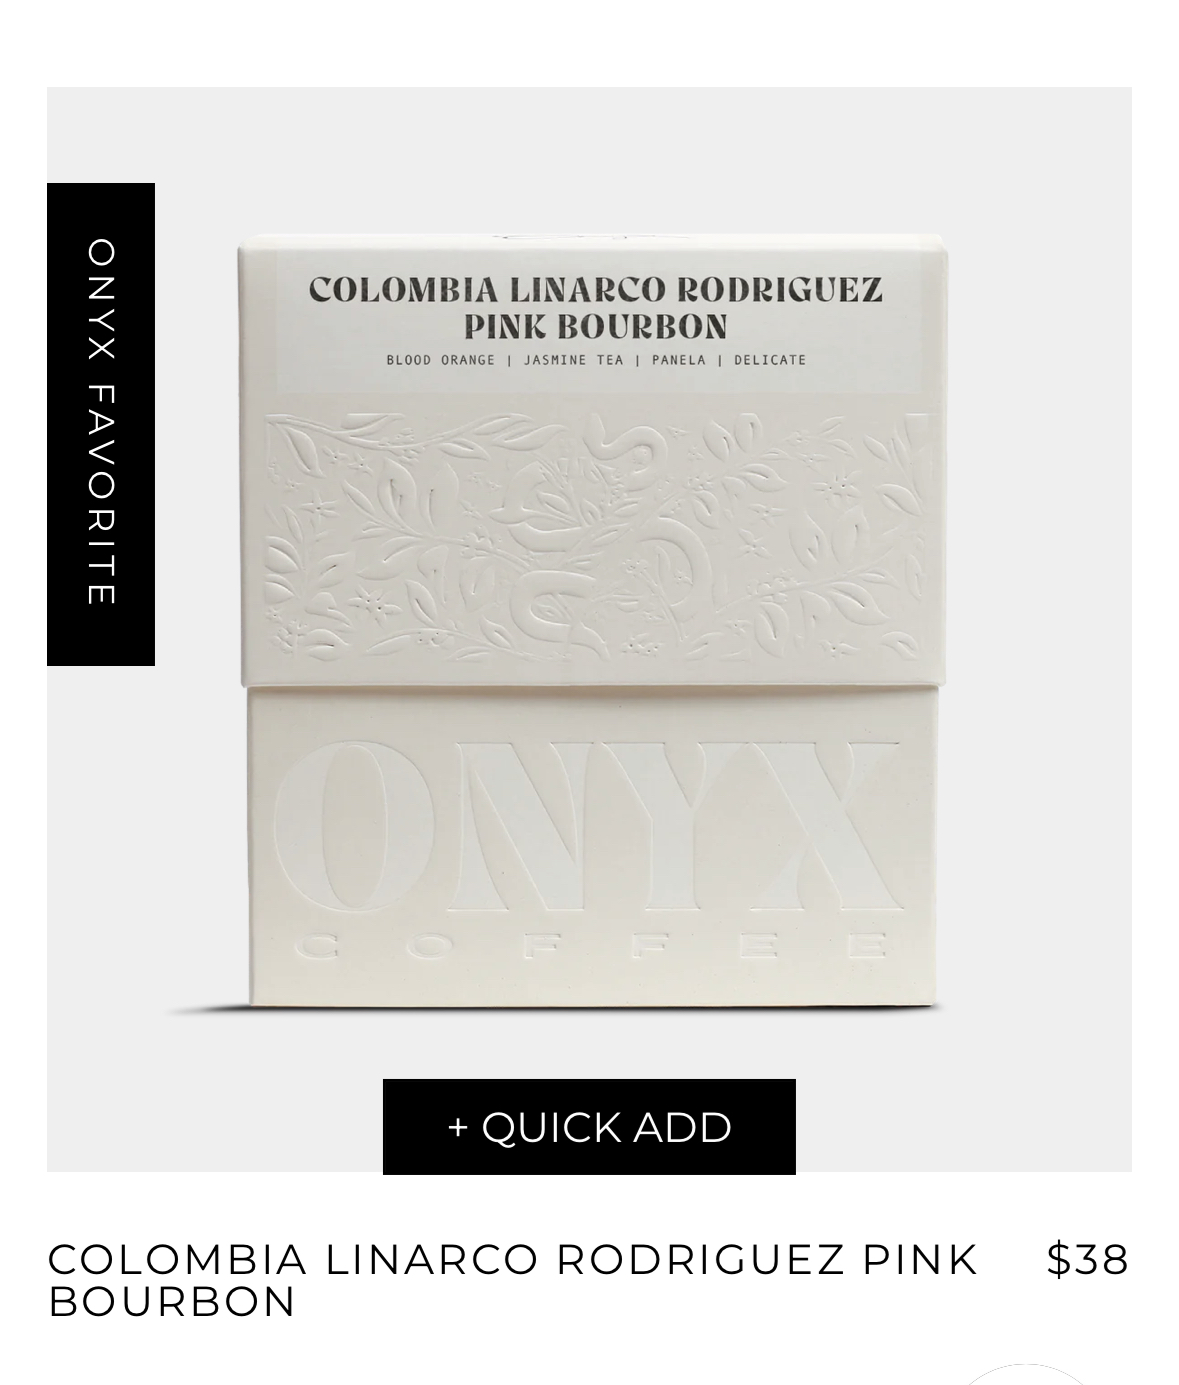 ONYX FAVORITE
COLOMBIA LINARCO RODRIGUEZ
PINK BOURBON
BLOOD ORANGE | JASMINE TEA | PANELA | DELICATE
ONYX
COFFEE
+ QUICK ADD
COLOMBIA LINARCO RODRIGUEZ PINK $38
BOURBON